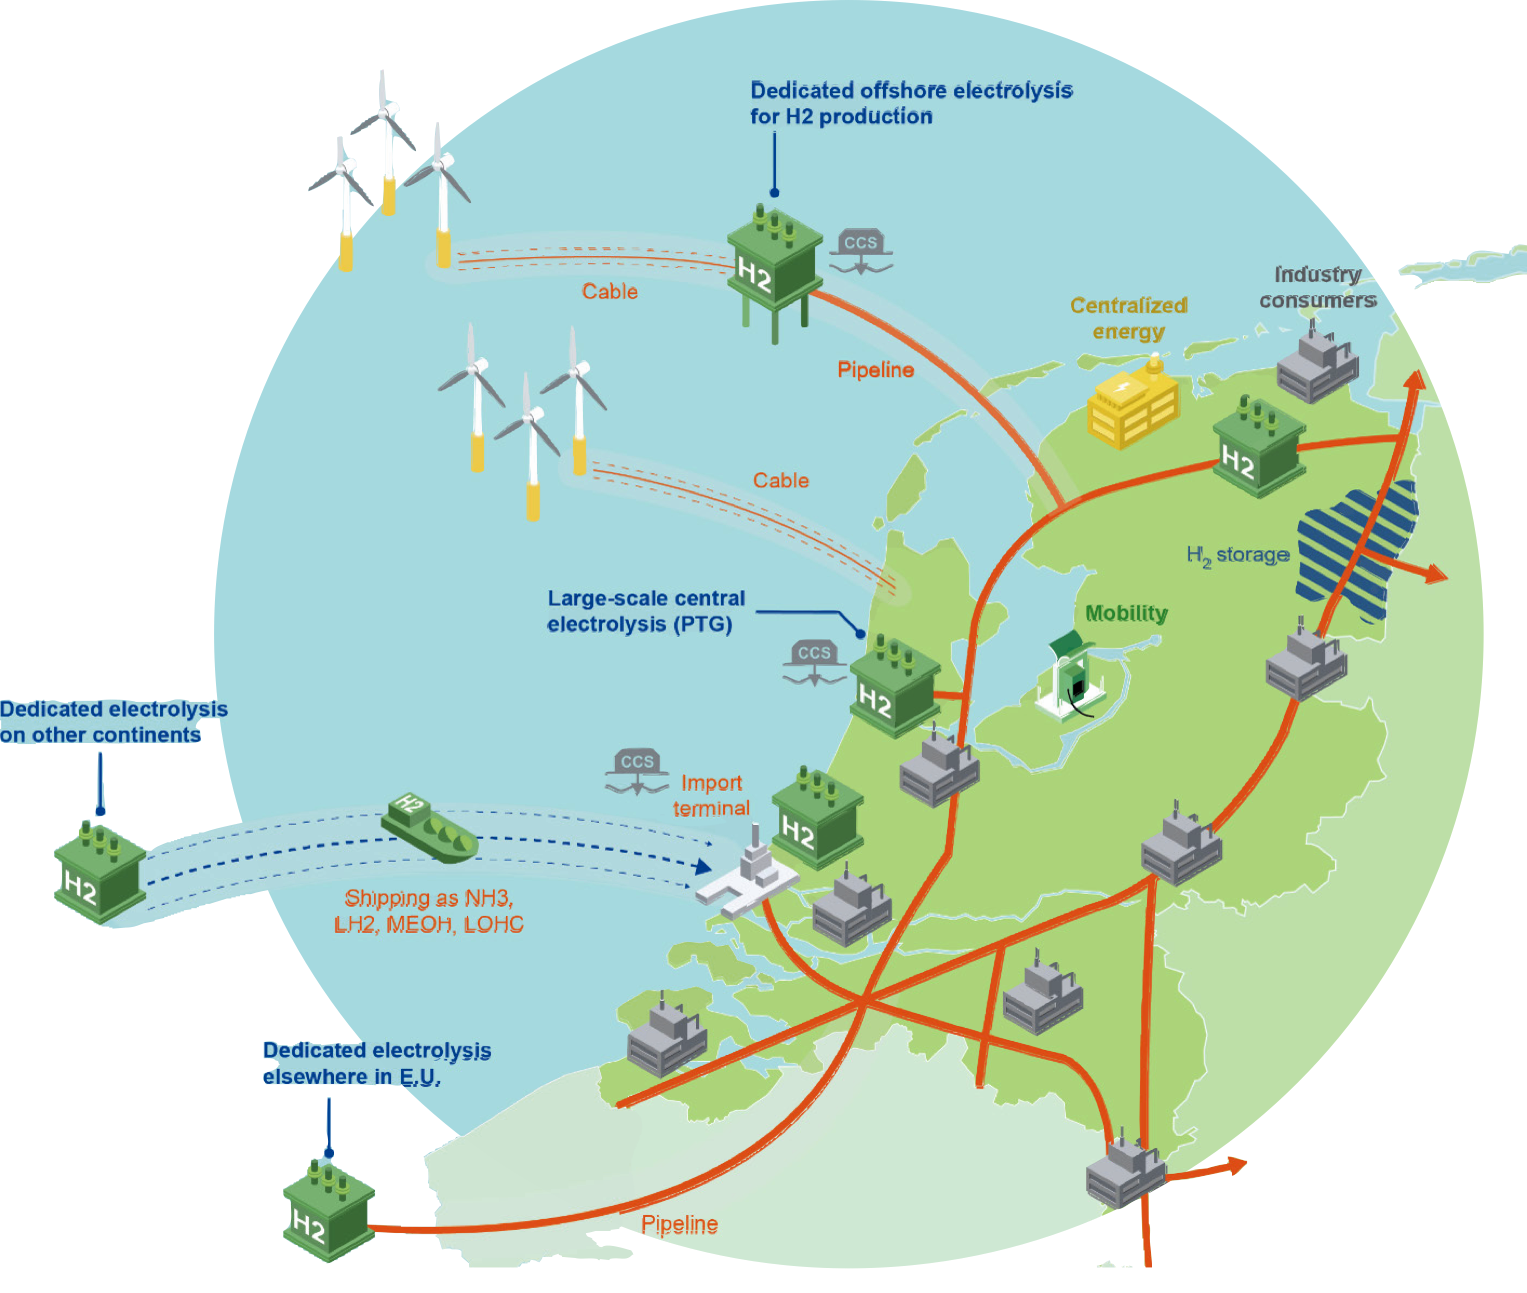 Dedicated offshore electrolysis
for H2 production
H2
CCS
Cable
Pipeline
Centralized
energy
Industry
consumers
H2
Cable
H2 storage
Large-scale central
electrolysis (PTG)
CCS
H2
Mobility
Dedicated electrolysis
on other continents
H2
H2
CCS
Import
terminal
H2
Shipping as NH3,
LH2, MEOH, LOHC
Dedicated electrolysis
elsewhere in E.U.
H2
Pipeline